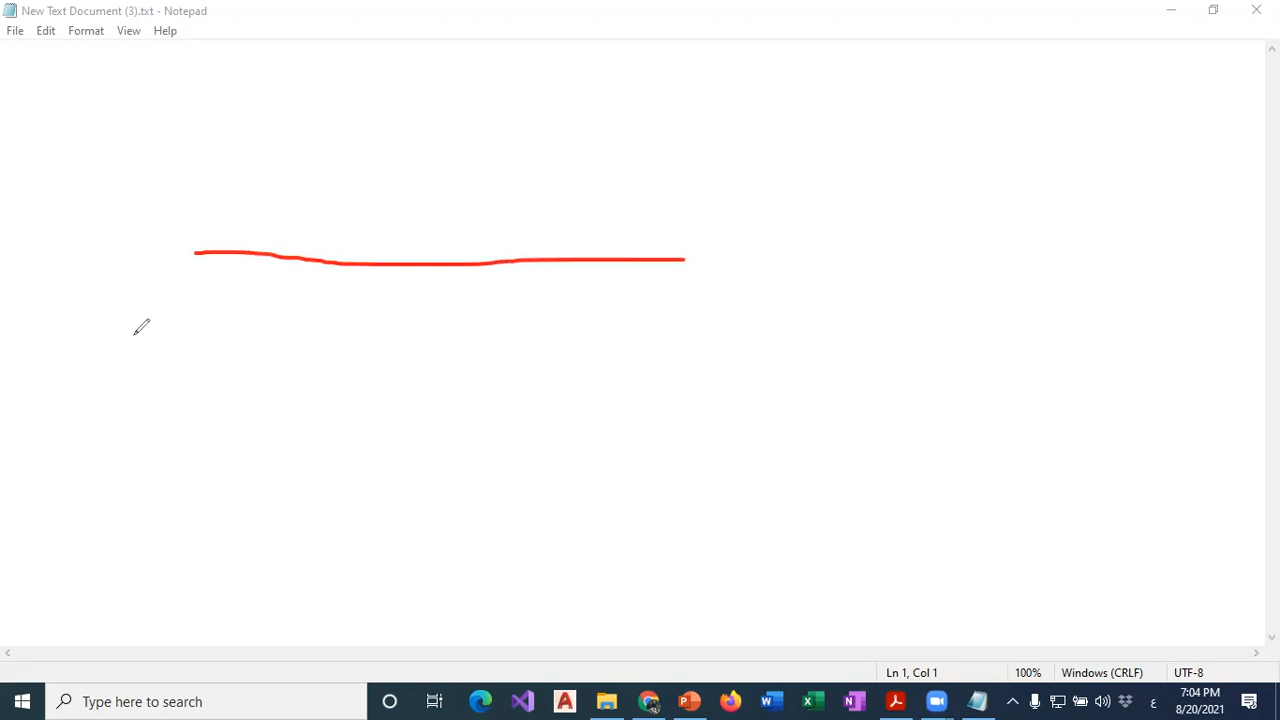 New Text Document (3).txt - Notepad
File Edit Format View Help
Ln 1, Col 1 100% Windows (CRLF) UTF-8
Type here to search
ع
7:04 PM
8/20/2021